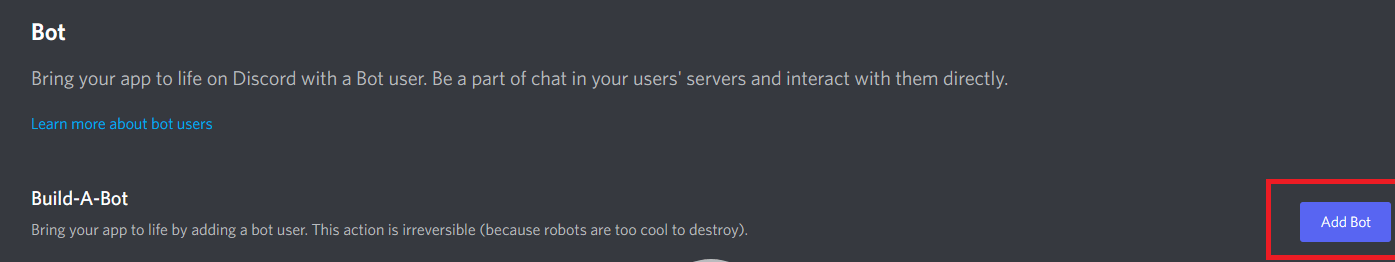 Bot
Bring your app to life on Discord with a Bot user. Be a part of chat in your users' servers and interact with them directly.
Learn more about bot users
Build-A-Bot
Bring your app to life by adding a bot user. This action is irreversible (because robots are too cool to destroy).
Add Bot